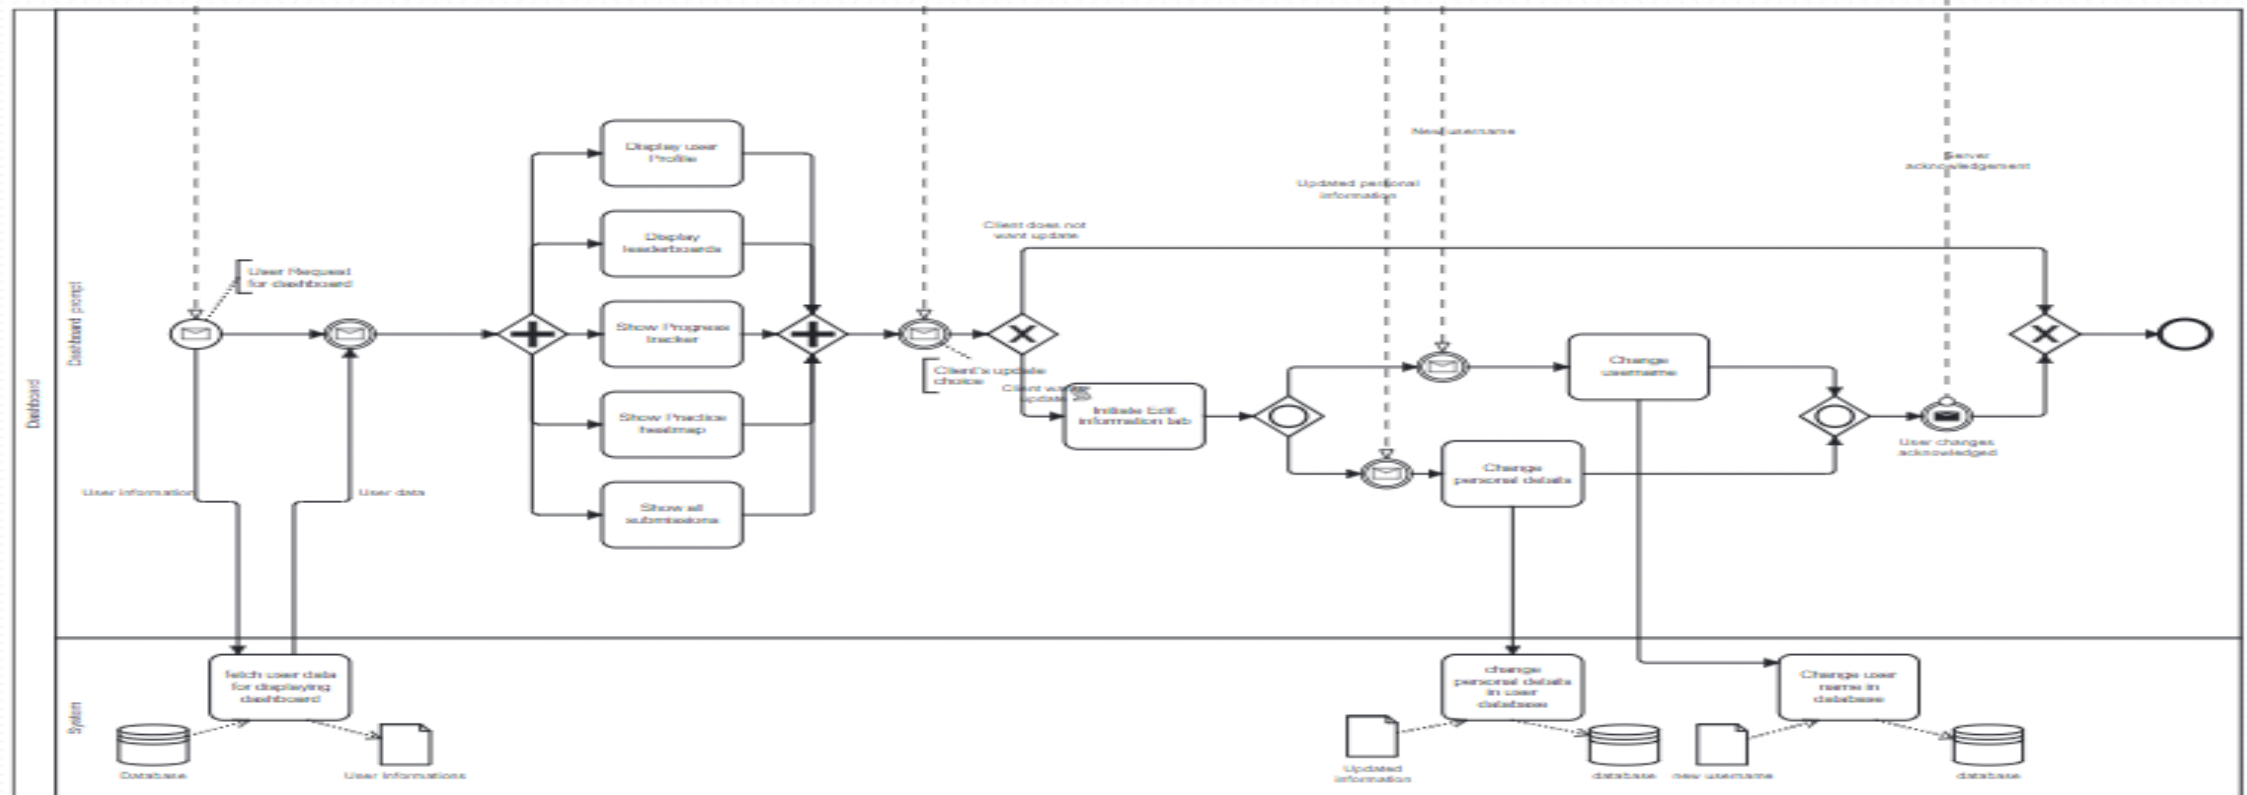 Dashboard
Dashboard prompt
System
User Request
for dashboard
User information
User data
Display user
Profile
Display
leaderboards
Show Progress
tracker
Show Practice
heatmap
Show all
submissions
Client's update
choice
Client does not
want update
Client wants
update
Initiate Edit
information tab
Updated personal
information
New username
Change
username
Change
personal details
Server
acknowledgement
User changes
acknowledged
fetch user data
for displaying
dashboard
Database
User Informations
change
personal details
in user
database
Updated
information
database
Change user
name in
database
new username
database